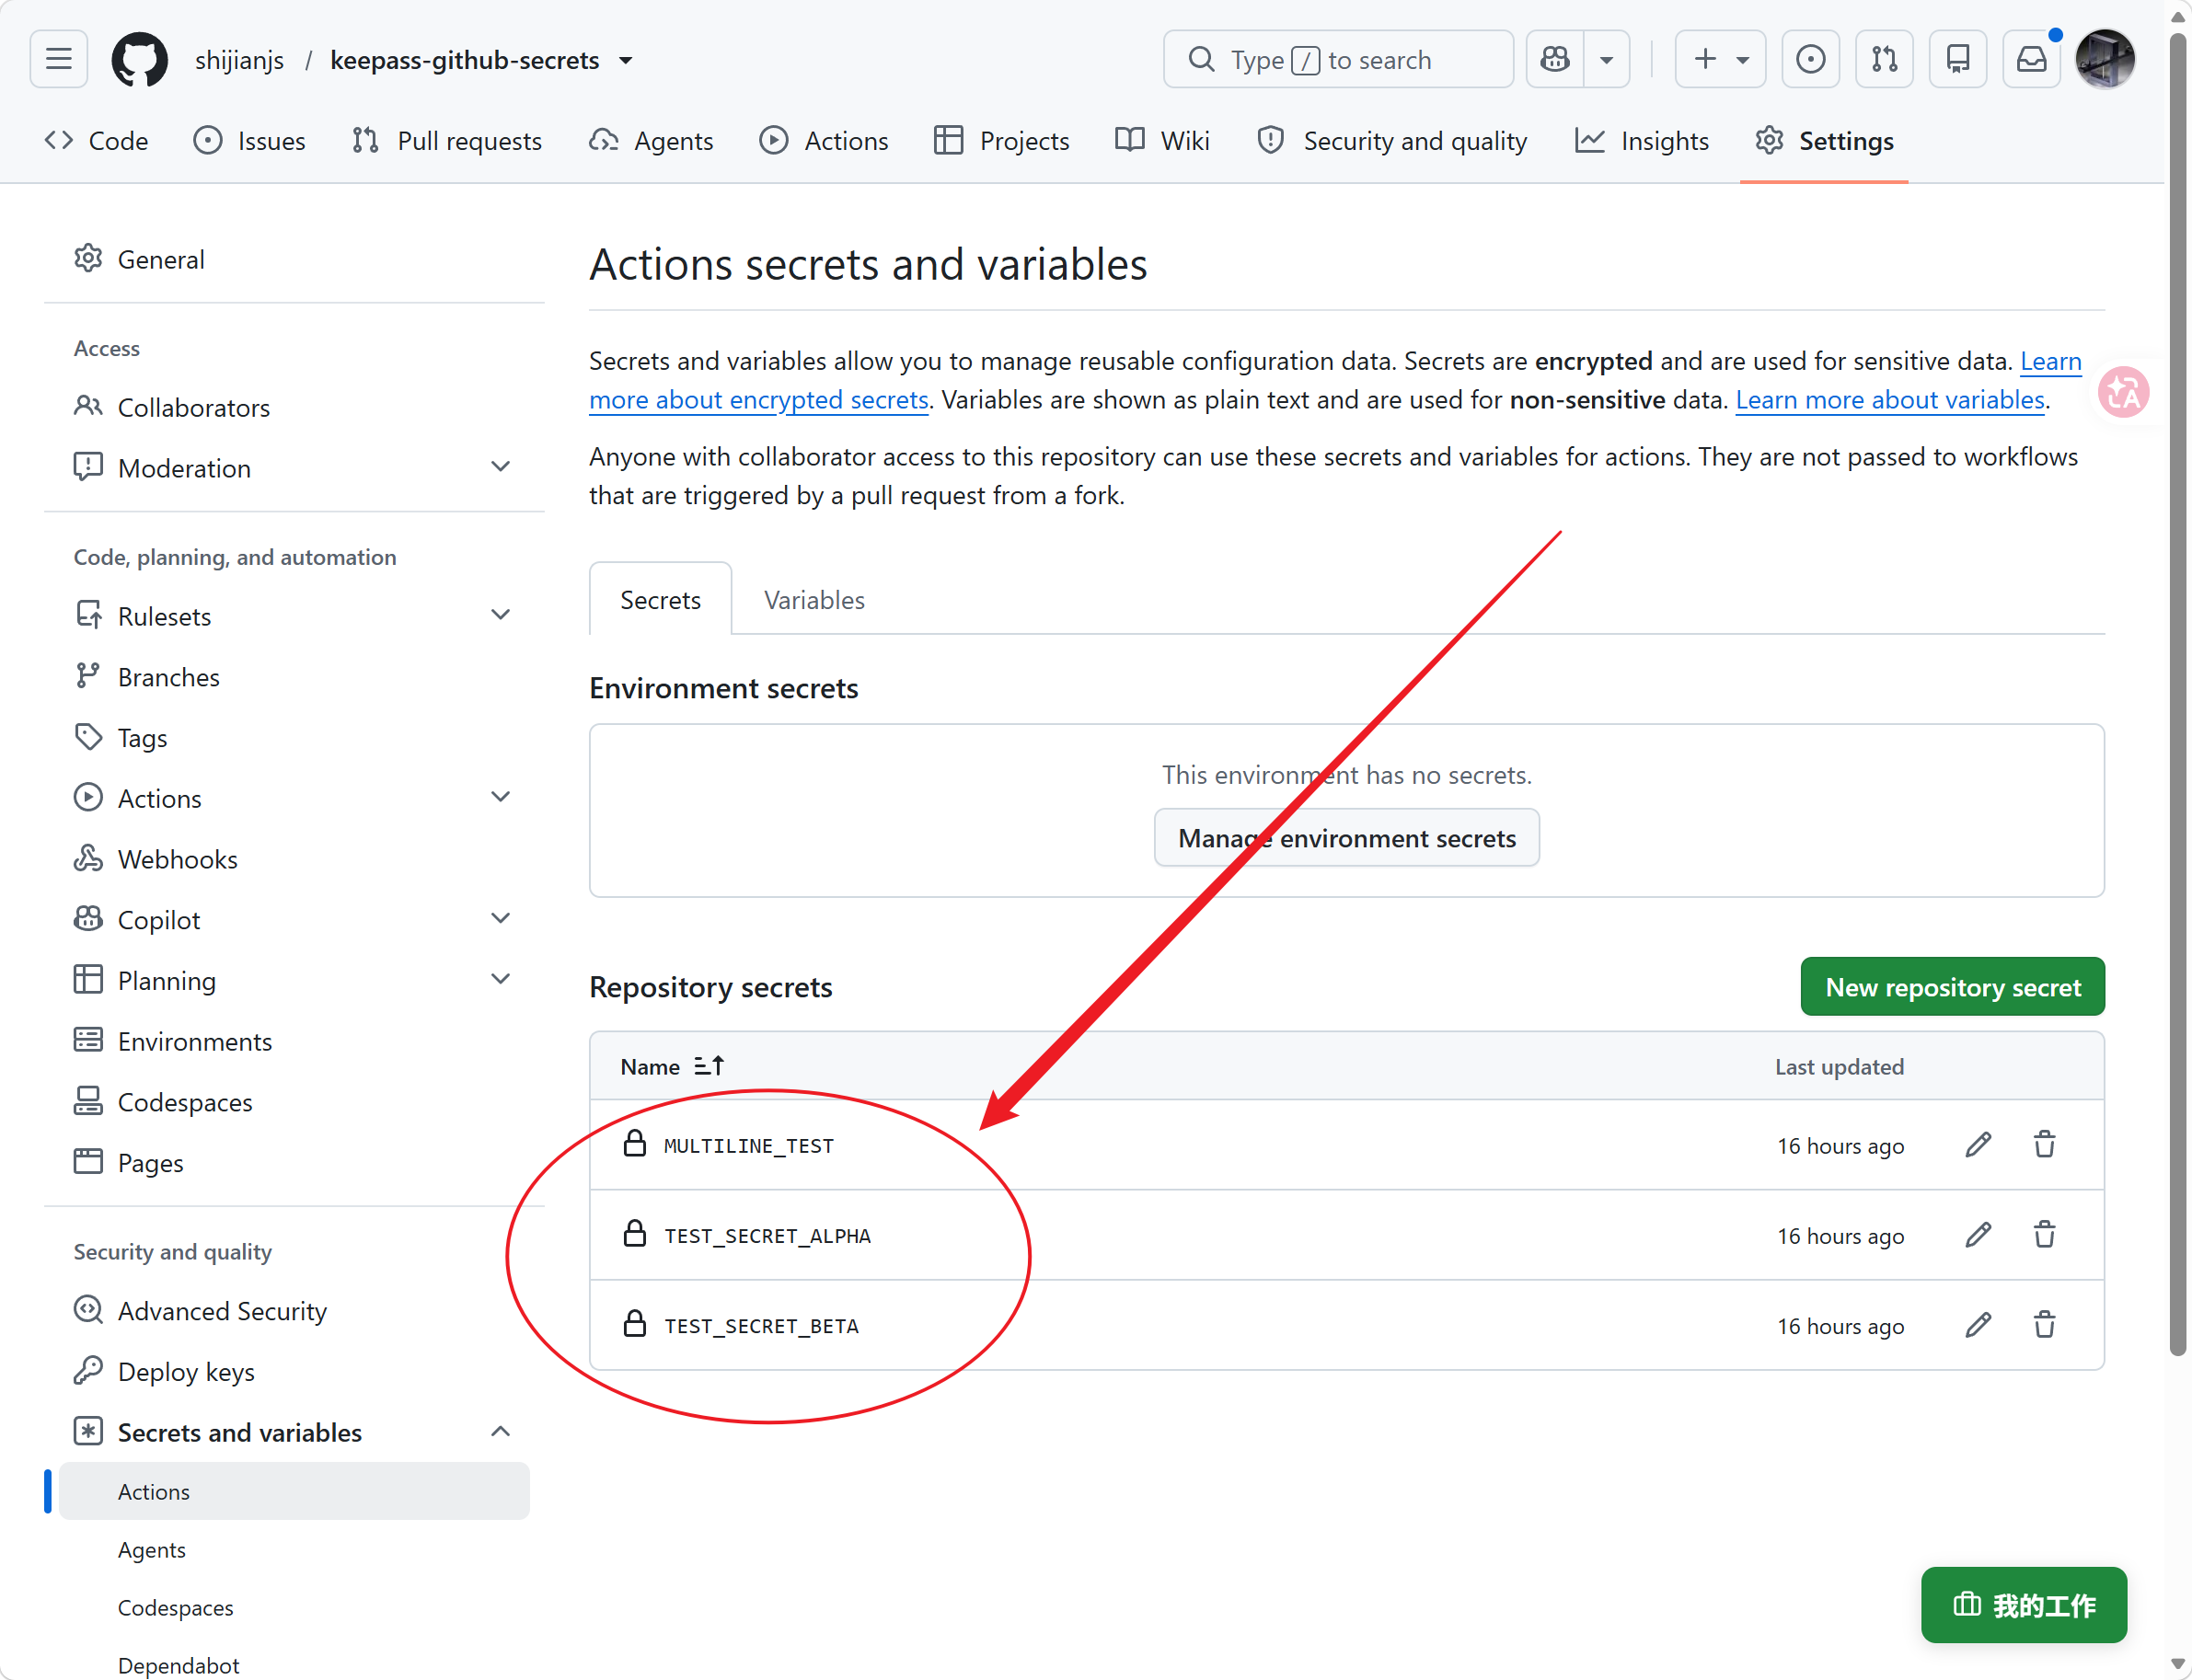 shijianjs / keepass-github-secrets
Type / to search
Code
Issues
Pull requests
Agents
Actions
Projects
Wiki
Security and quality
Insights
Settings
General
Access
Collaborators
Moderation
Code, planning, and automation
Rulesets
Branches
Tags
Actions
Webhooks
Copilot
Planning
Environments
Codespaces
Pages
Security and quality
Advanced Security
Deploy keys
Secrets and variables
Actions
Agents
Codespaces
Dependabot
Actions secrets and variables
Secrets and variables allow you to manage reusable configuration data. Secrets are encrypted and are used for sensitive data. Learn
more about encrypted secrets. Variables are shown as plain text and are used for non-sensitive data. Learn more about variables.
Anyone with collaborator access to this repository can use these secrets and variables for actions. They are not passed to workflows
that are triggered by a pull request from a fork.
Secrets
Variables
Environment secrets
This environment has no secrets.
Manage environment secrets
Repository secrets
New repository secret
Name
Last updated
MULTILINE_TEST
16 hours ago
TEST_SECRET_ALPHA
16 hours ago
TEST_SECRET_BETA
16 hours ago
我的工作